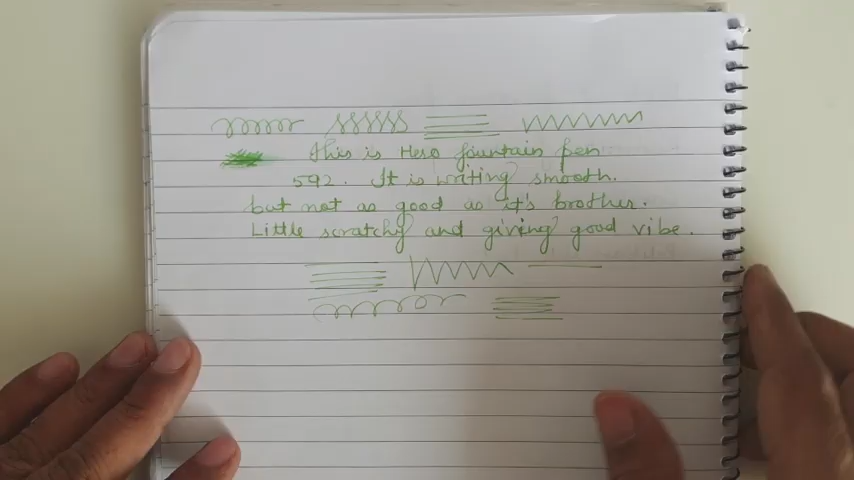 This is Hero fountain pen
592. It is writing smooth.
but not as good as it's brother.
Little scratchy and giving good vibe.